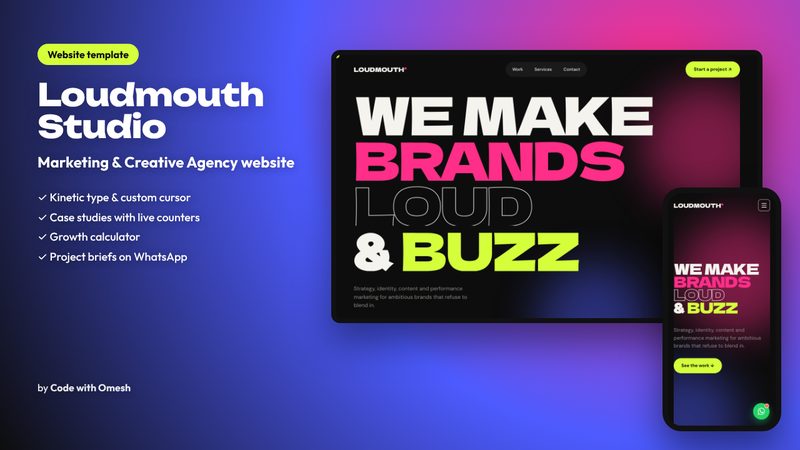 Website template
Loudmouth
Studio
Marketing & Creative Agency website
✓ Kinetic type & custom cursor
✓ Case studies with live counters
✓ Growth calculator
✓ Project briefs on WhatsApp
by Code with Omesh
LOUDMOUTH*
Work Services Contact
Start a project ↗
WE MAKE
BRANDS
LOUD
& BUZZ
Strategy, identity, content and performance
marketing for ambitious brands that refuse to
blend in.
LOUDMOUTH*
WE MAKE
BRANDS
LOUD
& BUZZ
Strategy, identity, content and
performance marketing for ambitious
brands that refuse to blend in.
See the work ↓